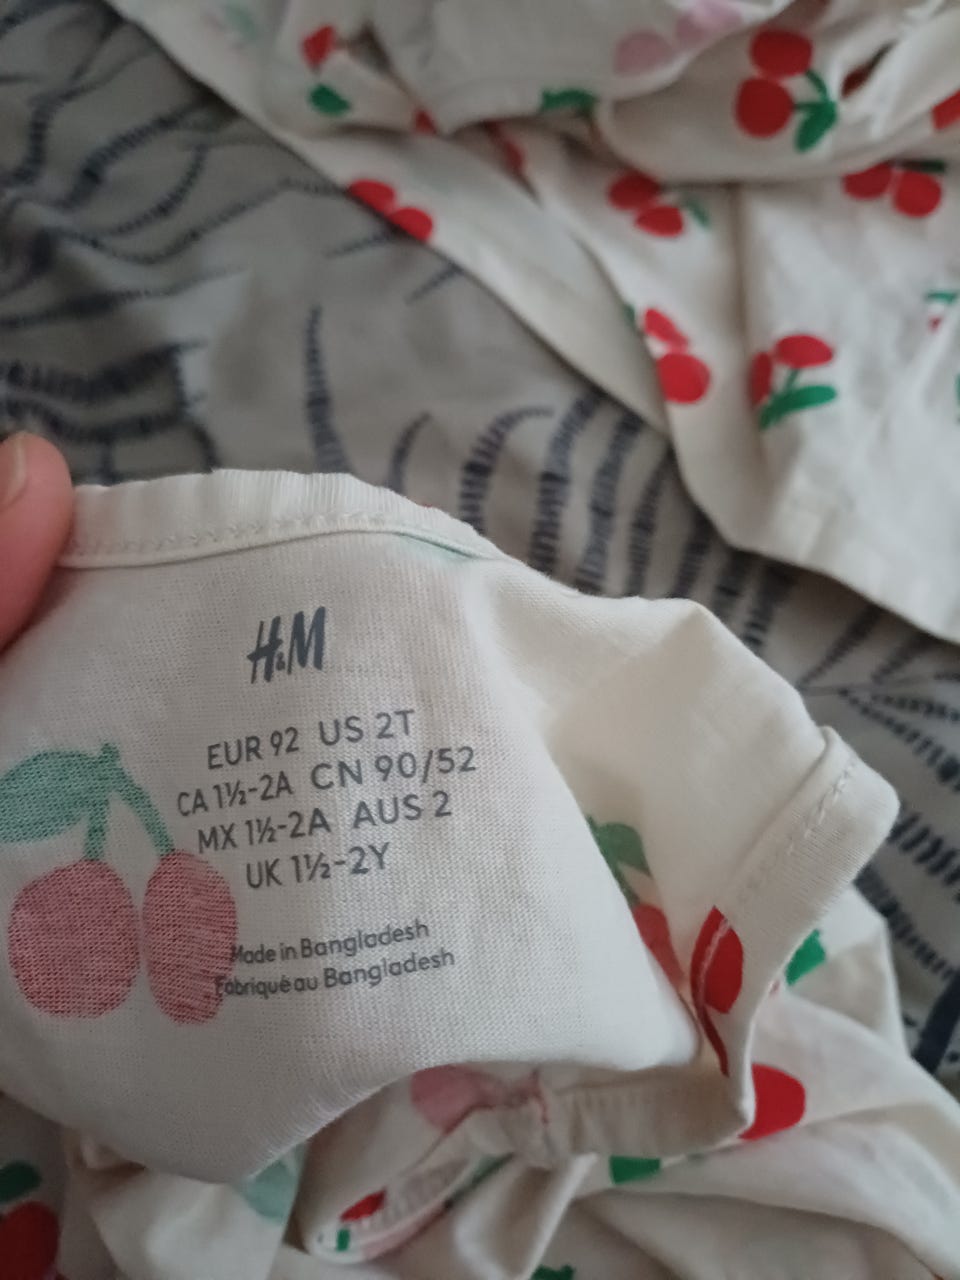 H&M
EUR 92 US 2T
CA 1½-2A CN 90/52
MX 1½-2A AUS 2
UK 1½-2Y
Made in Bangladesh
Fabriqué au Bangladesh